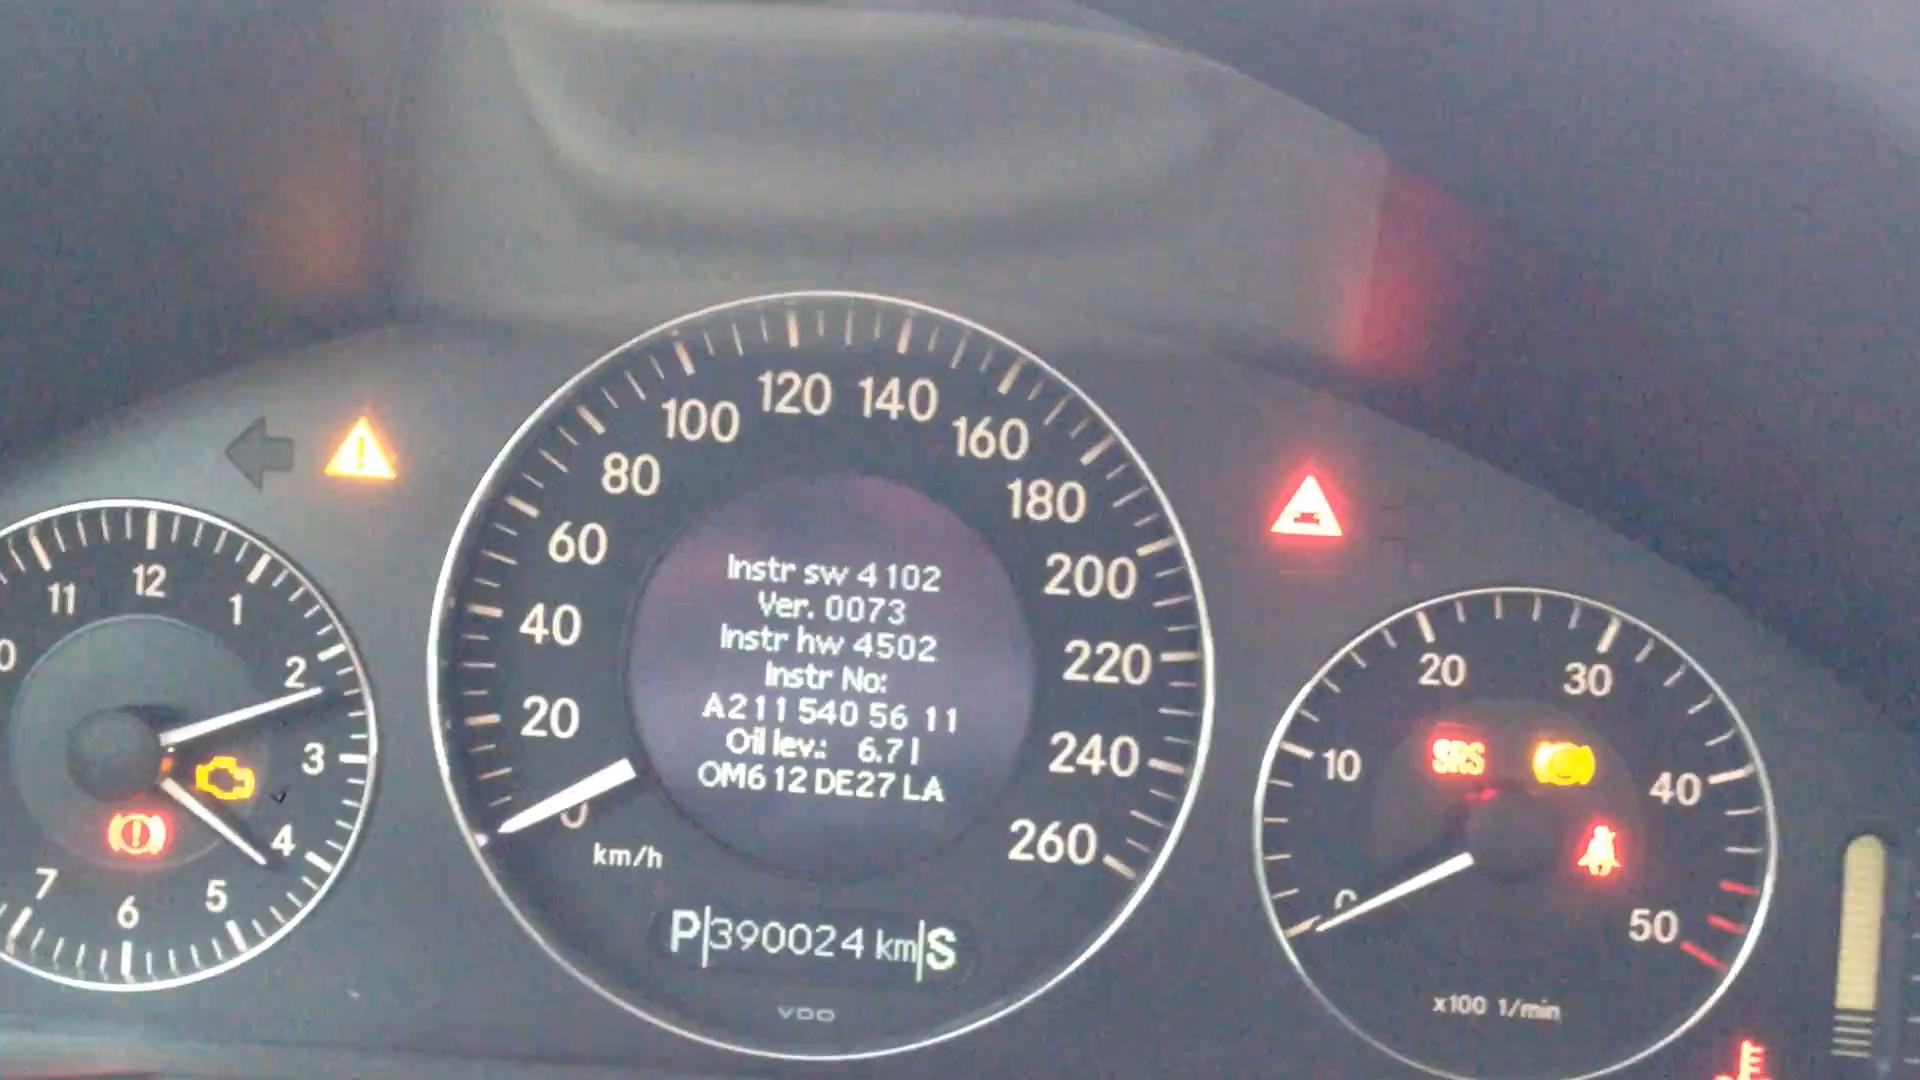 Instr sw 4102
Ver. 0073
Instr hw 4502
Instr No:
A211 540 56 11
Oil lev.: 6.7 l
OM612 DE27 LA
0
20
40
60
80
100
120
140
160
180
200
220
240
260
km/h
P 390024 km S
VDO
11
12
1
2
3
4
5
6
7
10
20
30
40
50
SRS
x100 1/min